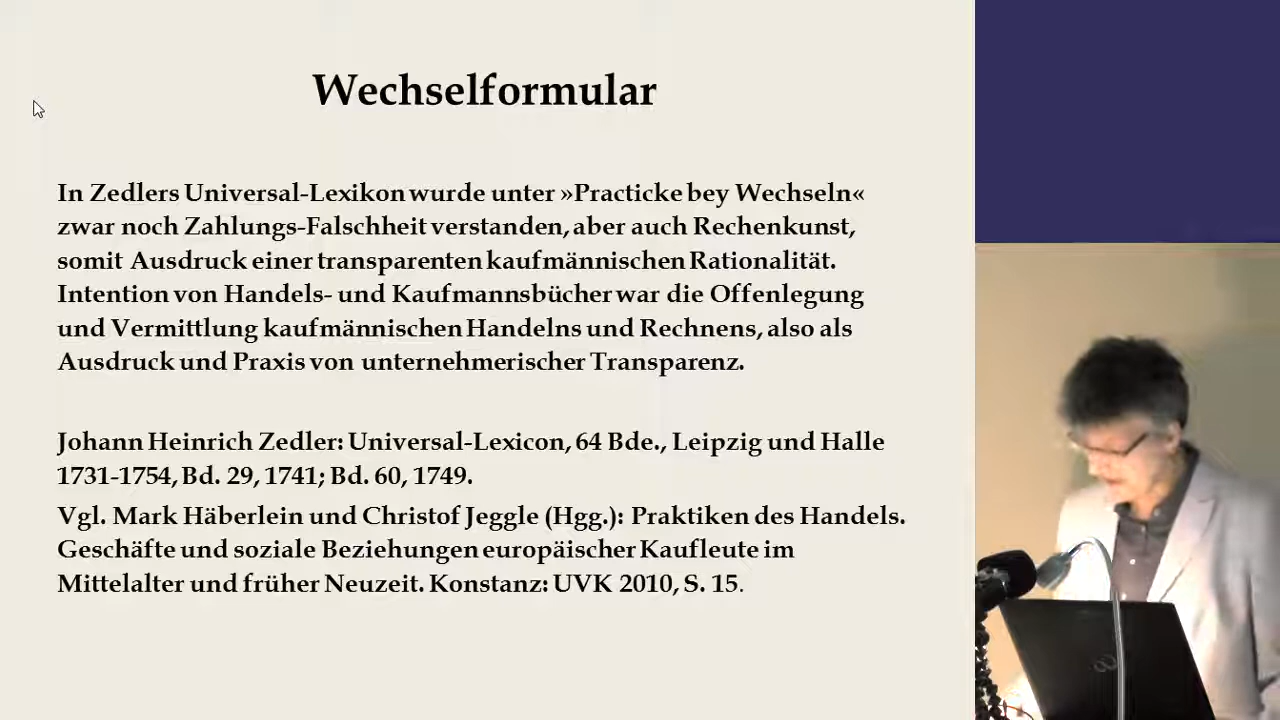 Wechselformular
In Zedlers Universal-Lexikon wurde unter »Practicke bey Wechseln«
zwar noch Zahlungs-Falschheit verstanden, aber auch Rechenkunst,
somit Ausdruck einer transparenten kaufmännischen Rationalität.
Intention von Handels- und Kaufmannsbücher war die Offenlegung
und Vermittlung kaufmännischen Handelns und Rechnens, also als
Ausdruck und Praxis von unternehmerischer Transparenz.
Johann Heinrich Zedler: Universal-Lexicon, 64 Bde., Leipzig und Halle
1731-1754, Bd. 29, 1741; Bd. 60, 1749.
Vgl. Mark Häberlein und Christof Jeggle (Hgg.): Praktiken des Handels.
Geschäfte und soziale Beziehungen europäischer Kaufleute im
Mittelalter und früher Neuzeit. Konstanz: UVK 2010, S. 15.